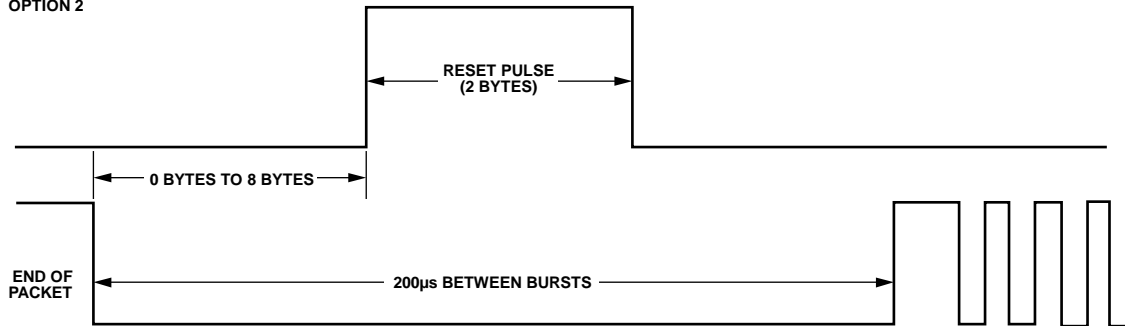 OPTION 2
RESET PULSE
(2 BYTES)
0 BYTES TO 8 BYTES
END OF
PACKET
200µs BETWEEN BURSTS